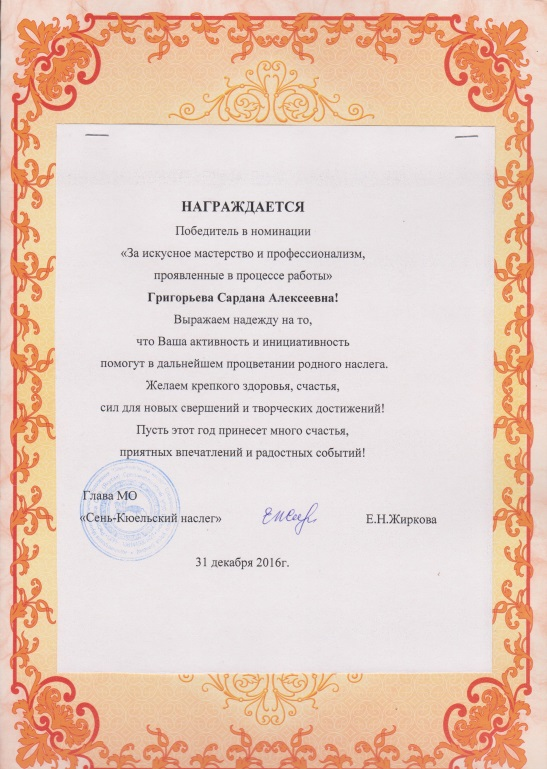 НАГРАЖДАЕТСЯ
Победитель в номинации
«За искусное мастерство и профессионализм,
проявленные в процессе работы»
Григорьева Сардана Алексеевна!
Выражаем надежду на то,
что Ваша активность и инициативность
помогут в дальнейшем процветании родного наслега.
Желаем крепкого здоровья, счастья,
сил для новых свершений и творческих достижений!
Пусть этот год принесет много счастья,
приятных впечатлений и радостных событий!
Глава МО
«Сень-Кюельский наслег» Е.Н.Жиркова
31 декабря 2016г.